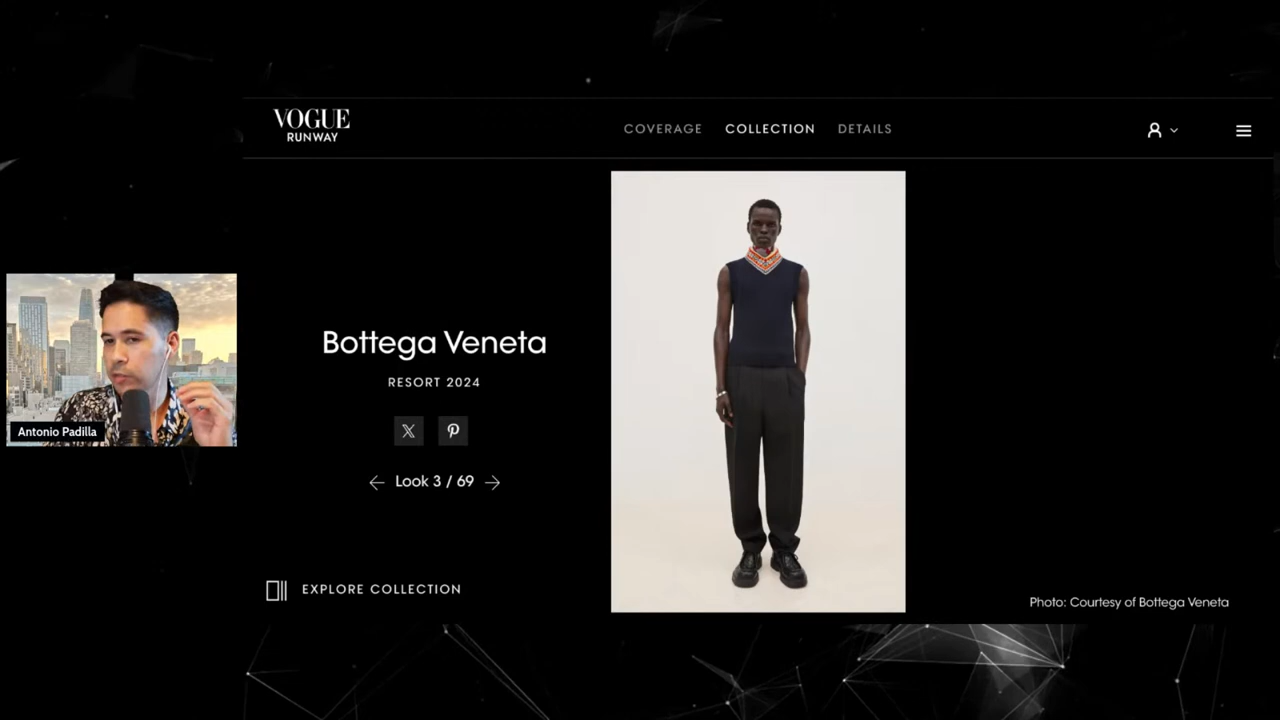 VOGUE
RUNWAY
COVERAGE COLLECTION DETAILS
Bottega Veneta
RESORT 2024
Look 3 / 69
EXPLORE COLLECTION
Photo: Courtesy of Bottega Veneta
Antonio Padilla